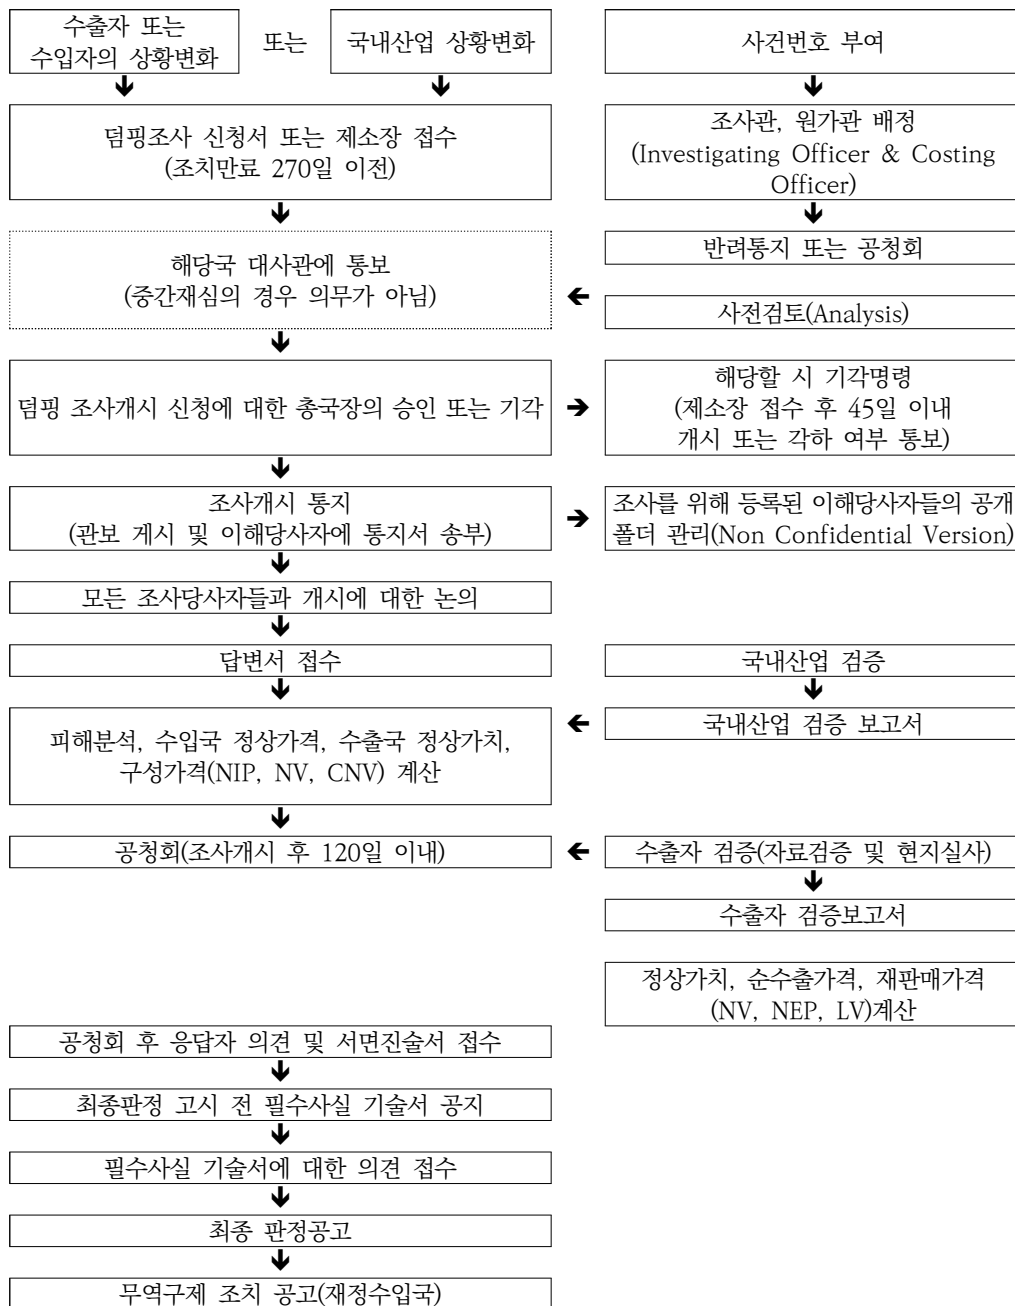 수출자 또는
수입자의 상황변화
또는
국내산업 상황변화
사건번호 부여
덤핑조사 신청서 또는 제소장 접수
(조치만료 270일 이전)
조사관, 원가관 배정
(Investigating Officer & Costing
Officer)
해당국 대사관에 통보
(중간재심의 경우 의무가 아님)
반려통지 또는 공청회
사전검토(Analysis)
덤핑 조사개시 신청에 대한 총국장의 승인 또는 기각
해당할 시 기각명령
(제소장 접수 후 45일 이내
개시 또는 각하 여부 통보)
조사개시 통지
(관보 게시 및 이해당사자에 통지서 송부)
조사를 위해 등록된 이해당사자들의 공개
폴더 관리(Non Confidential Version)
모든 조사당사자들과 개시에 대한 논의
답변서 접수
국내산업 검증
피해분석, 수입국 정상가격, 수출국 정상가치,
구성가격(NIP, NV, CNV) 계산
국내산업 검증 보고서
공청회(조사개시 후 120일 이내)
수출자 검증(자료검증 및 현지실사)
수출자 검증보고서
정상가치, 순수출가격, 재판매가격
(NV, NEP, LV)계산
공청회 후 응답자 의견 및 서면진술서 접수
최종판정 고시 전 필수사실 기술서 공지
필수사실 기술서에 대한 의견 접수
최종 판정공고
무역구제 조치 공고(재정수입국)